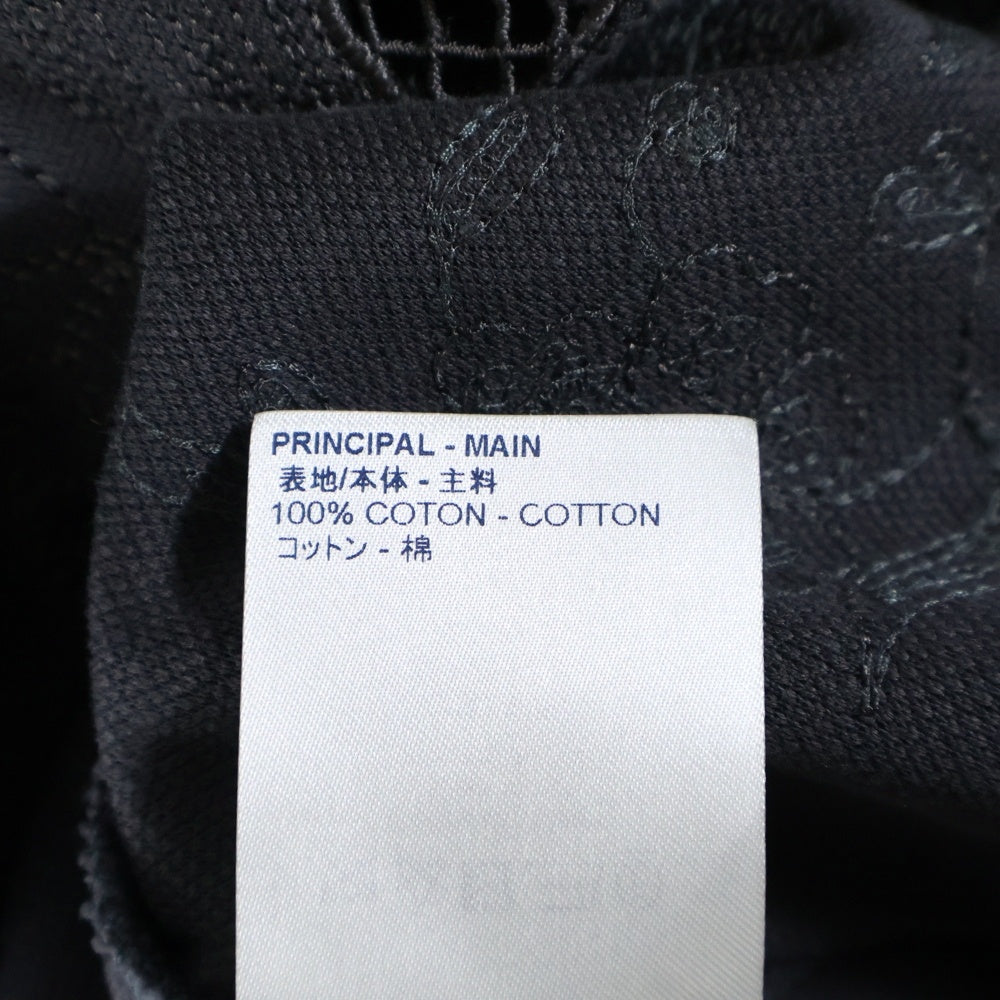 PRINCIPAL - MAIN
表地/本体 - 主料
100% COTON - COTTON
コットン - 棉